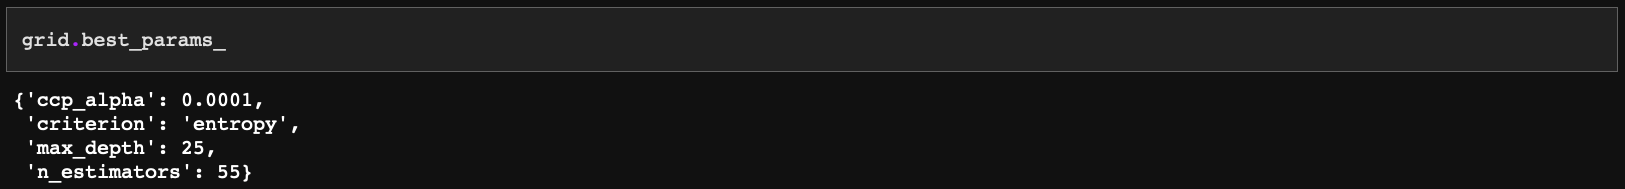 grid.best_params_
{'ccp_alpha': 0.0001,
 'criterion': 'entropy',
 'max_depth': 25,
 'n_estimators': 55}